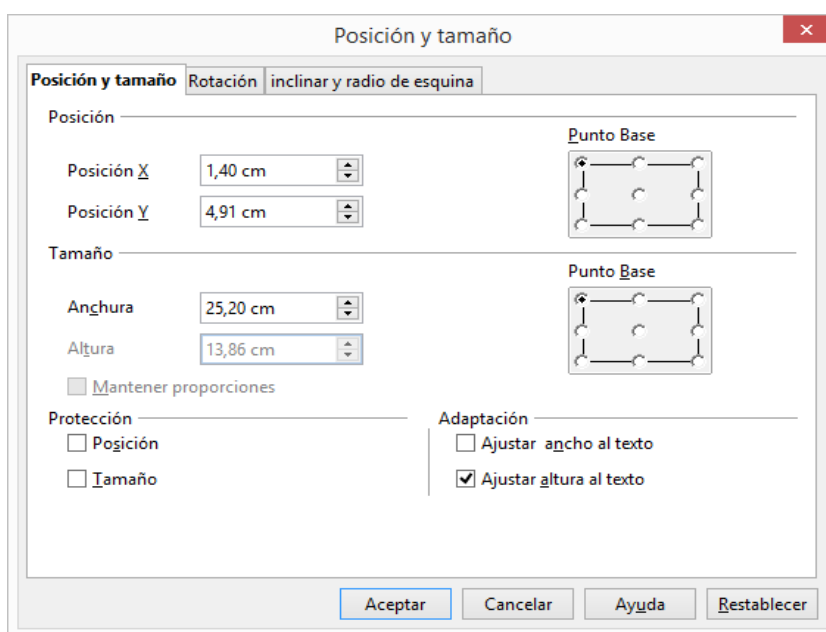 Posición y tamaño
Posición y tamaño Rotación inclinar y radio de esquina
Posición
Punto Base
Posición X 1,40 cm
Posición Y 4,91 cm
Tamaño
Punto Base
Anchura 25,20 cm
Altura 13,86 cm
Mantener proporciones
Protección Adaptación
Posición Ajustar ancho al texto
Tamaño Ajustar altura al texto
Aceptar Cancelar Ayuda Restablecer